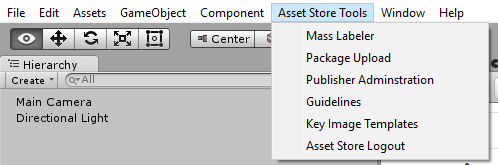 File Edit Assets GameObject Component Asset Store Tools Window Help
Center
Mass Labeler
Package Upload
Publisher Adminstration
Guidelines
Key Image Templates
Asset Store Logout
Hierarchy
Create All
Main Camera
Directional Light